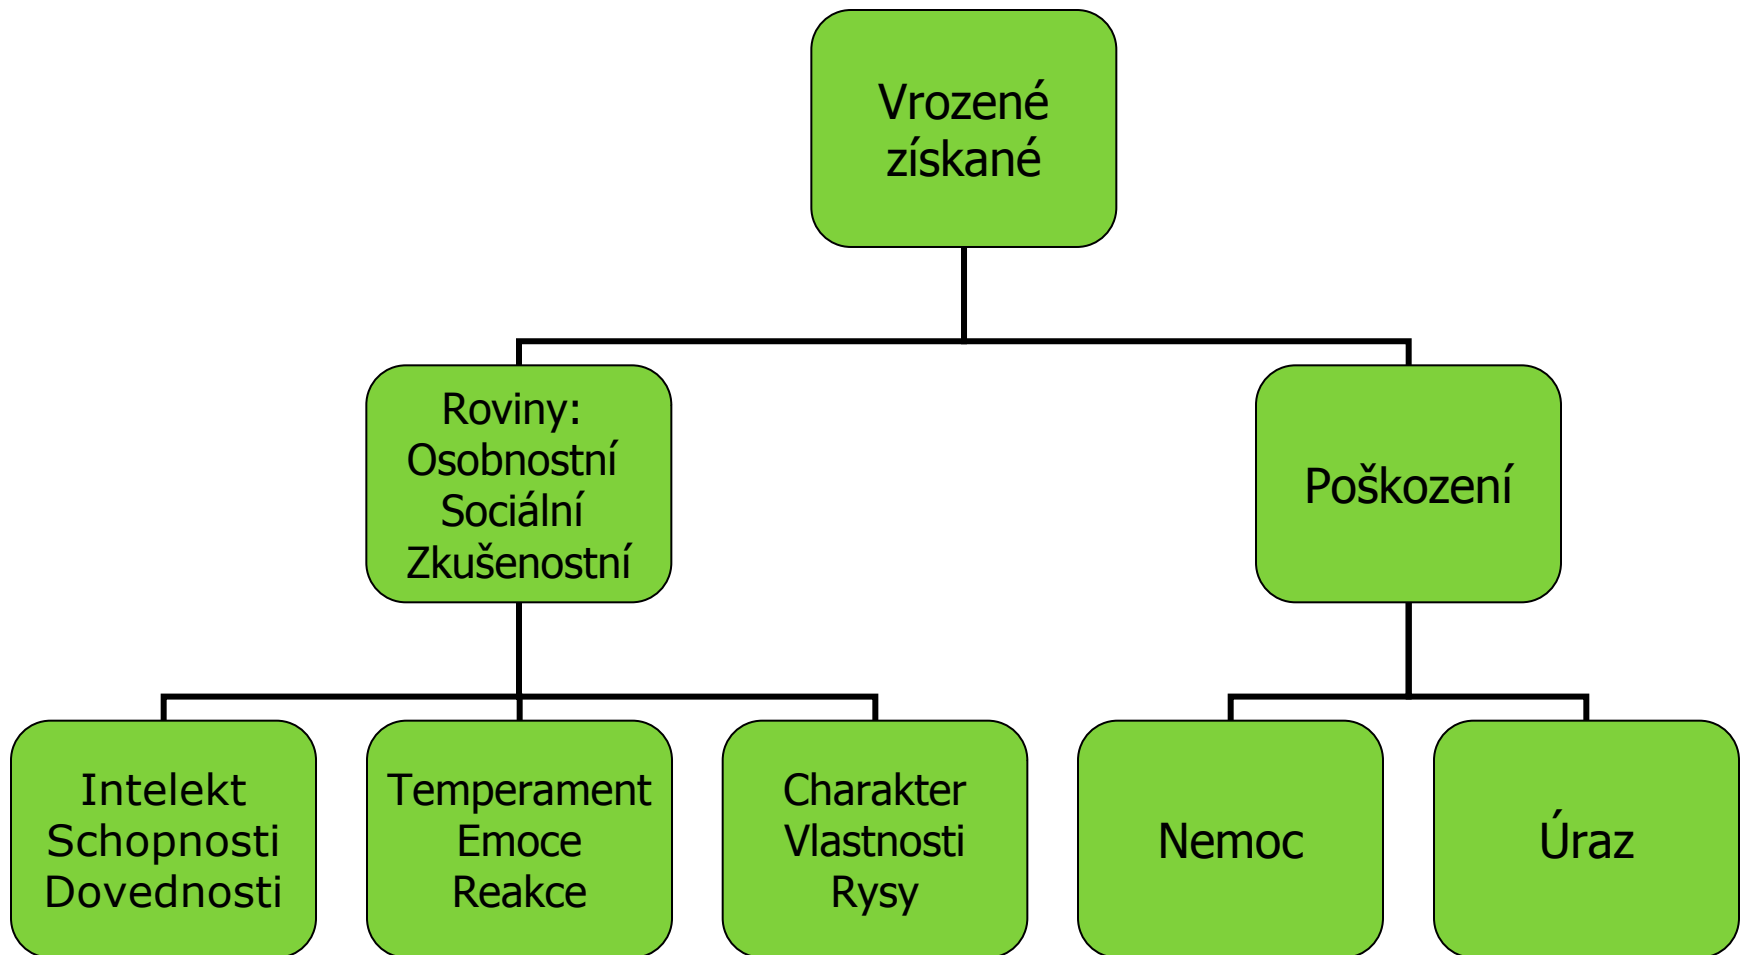 Vrozené
získané
Roviny:
Osobnostní
Sociální
Zkušenostní
Poškození
Intelekt
Schopnosti
Dovednosti
Temperament
Emoce
Reakce
Charakter
Vlastnosti
Rysy
Nemoc
Úraz